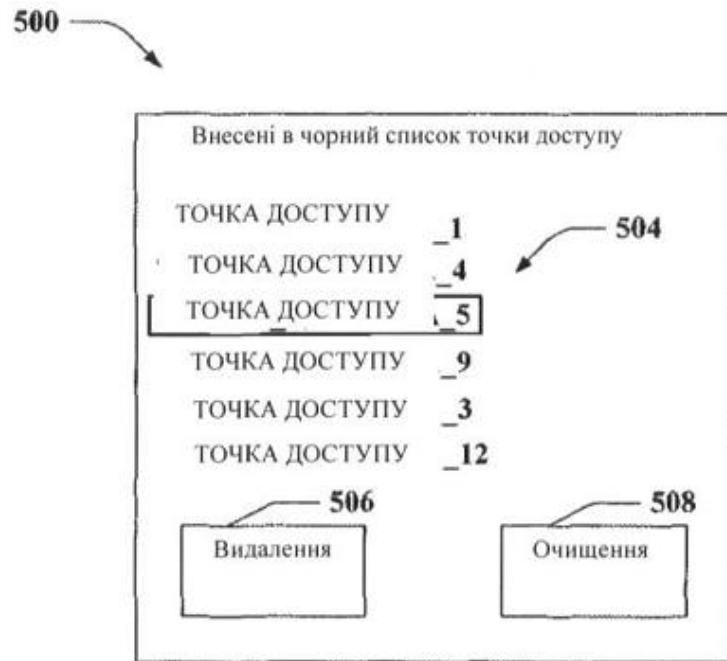 500
Внесені в чорний список точки доступу
ТОЧКА ДОСТУПУ _1
504
ТОЧКА ДОСТУПУ _4
ТОЧКА ДОСТУПУ _5
ТОЧКА ДОСТУПУ _9
ТОЧКА ДОСТУПУ _3
ТОЧКА ДОСТУПУ _12
506
508
Видалення
Очищення